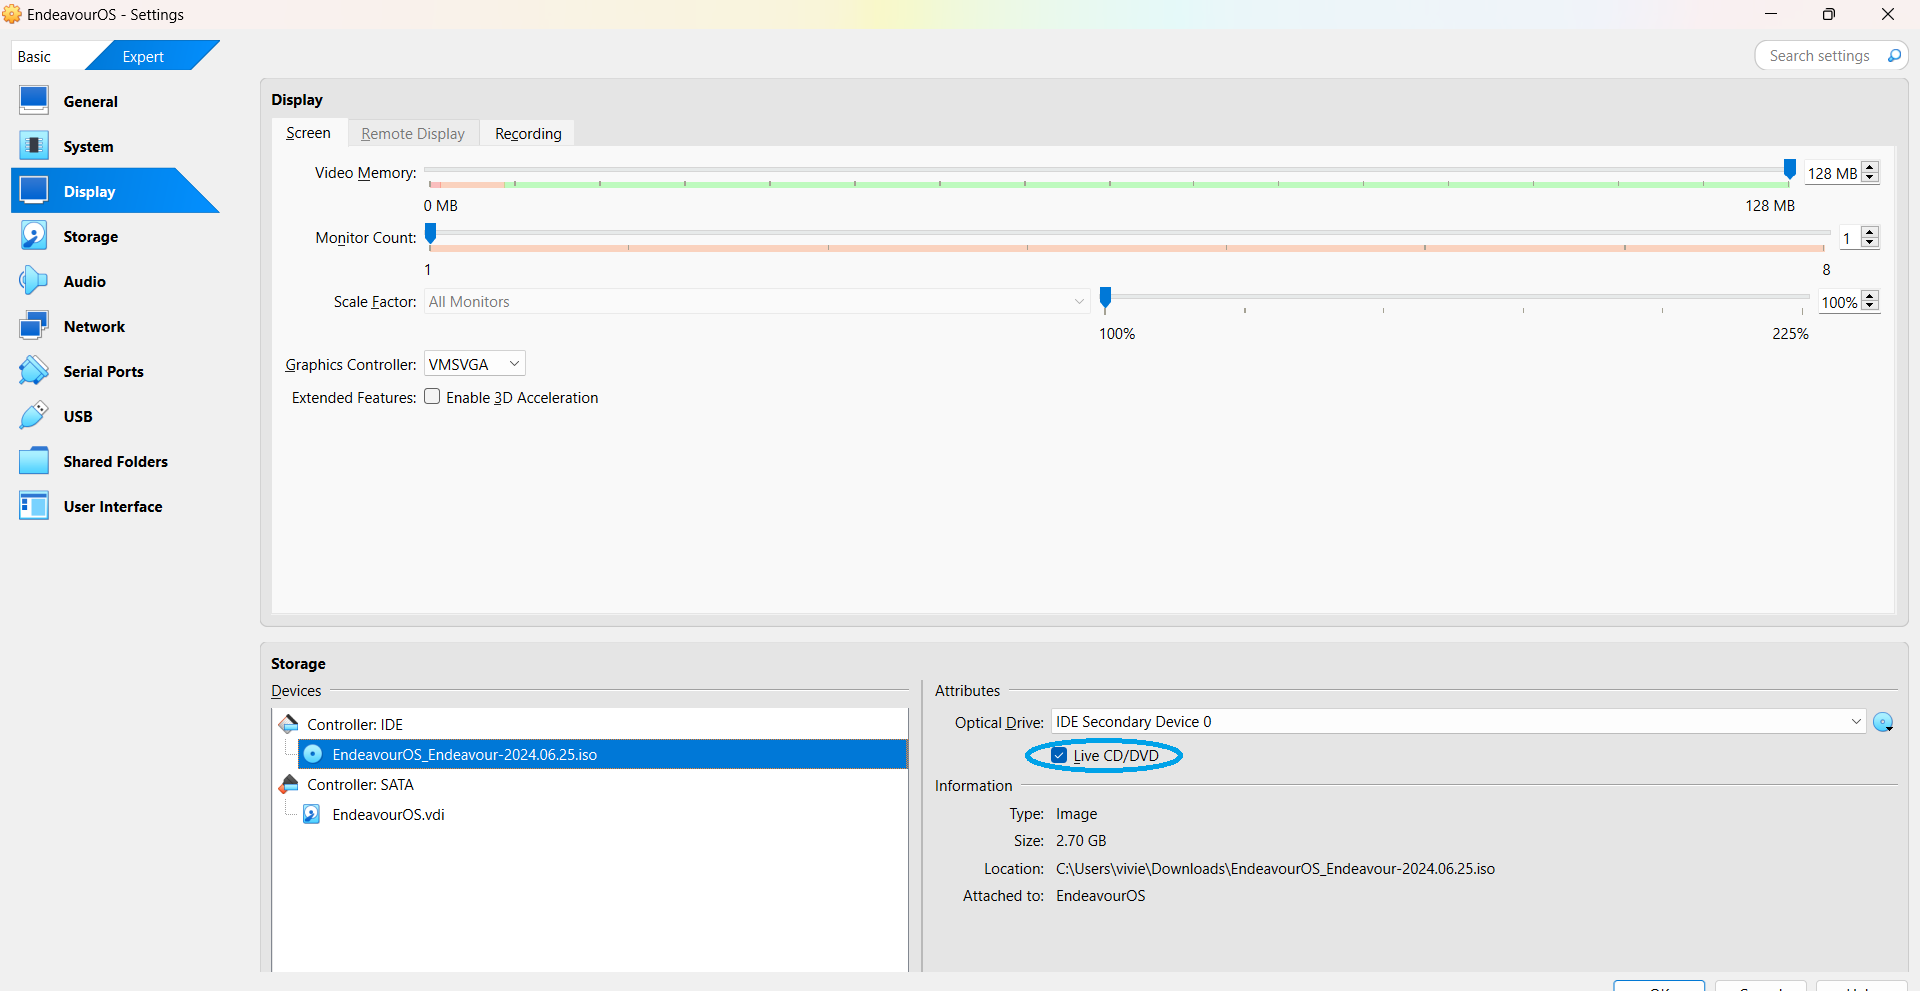 EndeavourOS - Settings
Basic
Expert
Search settings
General
System
Display
Storage
Audio
Network
Serial Ports
USB
Shared Folders
User Interface
Display
Screen
Remote Display
Recording
Video Memory:
128 MB
0 MB
128 MB
Monitor Count:
1
1
8
Scale Factor:
All Monitors
100%
100%
225%
Graphics Controller:
VMSVGA
Extended Features:
Enable 3D Acceleration
Storage
Devices
Controller: IDE
EndeavourOS_Endeavour-2024.06.25.iso
Controller: SATA
EndeavourOS.vdi
Attributes
Optical Drive:
IDE Secondary Device 0
Live CD/DVD
Information
Type: Image
Size: 2.70 GB
Location: C:\Users\vivie\Downloads\EndeavourOS_Endeavour-2024.06.25.iso
Attached to: EndeavourOS